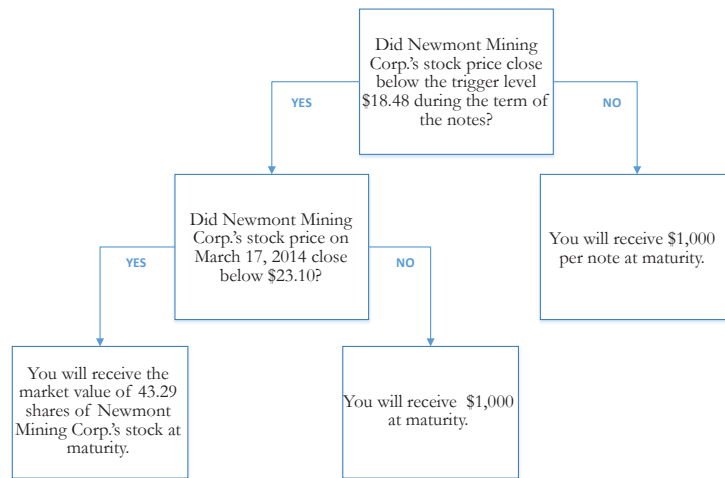 Did Newmont Mining
Corp.'s stock price close
below the trigger level
$18.48 during the term of
the notes?
YES
NO
Did Newmont Mining
Corp.'s stock price on
March 17, 2014 close
below $23.10?
You will receive $1,000
per note at maturity.
YES
NO
You will receive the
market value of 43.29
shares of Newmont
Mining Corp.'s stock at
maturity.
You will receive $1,000
at maturity.